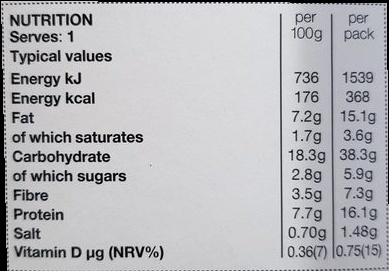 NUTRITION per per
Serves: 1 100g pack
Typical values
Energy kJ 736 1539
Energy kcal 176 368
Fat 7.2g 15.1g
of which saturates 1.7g 3.6g
Carbohydrate 18.3g 38.3g
of which sugars 2.8g 5.9g
Fibre 3.5g 7.3g
Protein 7.7g 16.1g
Salt 0.70g 1.48g
Vitamin D µg (NRV%) 0.36(7) 0.75(15)